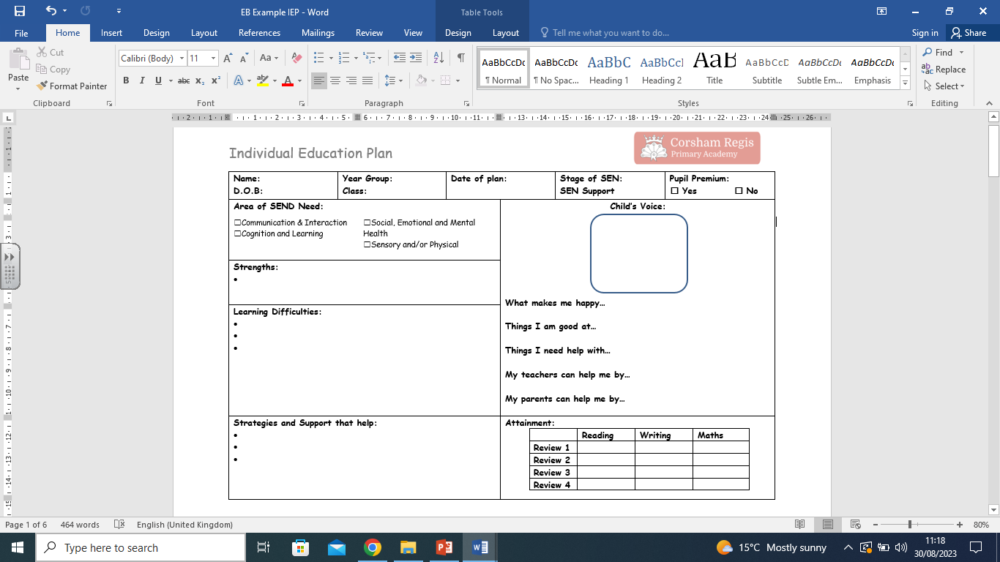 EB Example IEP - Word
Table Tools
File
Home
Insert
Design
Layout
References
Mailings
Review
View
Design
Layout
Tell me what you want to do...
Sign in
Share
Paste
Cut
Copy
Format Painter
Clipboard
Calibri (Body)
11
Font
Paragraph
AaBbCcDc
¶ Normal
AaBbCcDc
¶ No Spac...
AaBbC
Heading 1
AaBbCcl
Heading 2
AaB
Title
AaBbCcD
Subtitle
AaBbCcDt
Subtle Em...
AaBbCcDt
Emphasis
Styles
Find
Replace
Select
Editing
Individual Education Plan
Corsham Regis
Primary Academy
Name:
D.O.B:
Year Group:
Class:
Date of plan:
Stage of SEN:
SEN Support
Pupil Premium:
☐ Yes ☐ No
Area of SEND Need:
☐Communication & Interaction
☐Cognition and Learning
☐Social, Emotional and Mental
Health
☐Sensory and/or Physical
Strengths:
Learning Difficulties:
Child's Voice:
What makes me happy…
Things I am good at…
Things I need help with…
My teachers can help me by…
My parents can help me by…
Strategies and Support that help:
Attainment:
Reading Writing Maths
Review 1
Review 2
Review 3
Review 4
Page 1 of 6 464 words English (United Kingdom)
80%
Type here to search
15°C Mostly sunny
11:18
30/08/2023